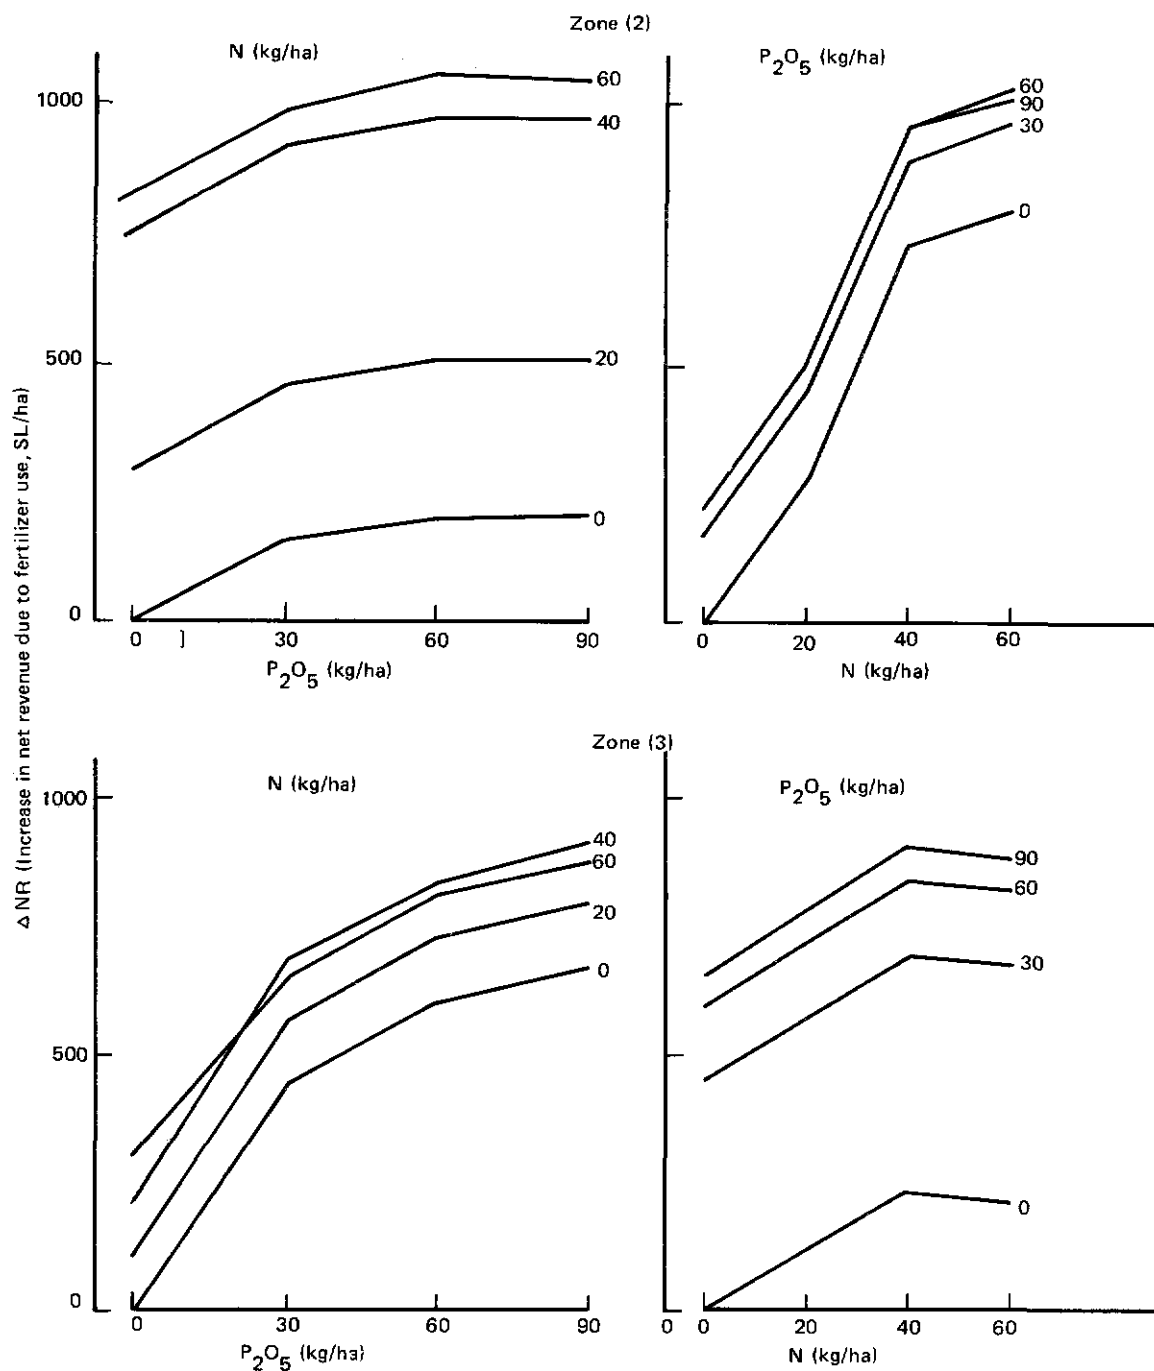 Zone (2)
N (kg/ha)
P2O5 (kg/ha)
1000
500
0
60
40
20
0
0 ] 30 60 90
P2O5 (kg/ha)
60
90
30
0
0 20 40 60
N (kg/ha)
△NR (Increase in net revenue due to fertilizer use, SL/ha)
Zone (3)
N (kg/ha)
P2O5 (kg/ha)
1000
500
0
40
60
20
0
0 30 60 90
P2O5 (kg/ha)
90
60
30
0
0 0 20 40 60
N (kg/ha)